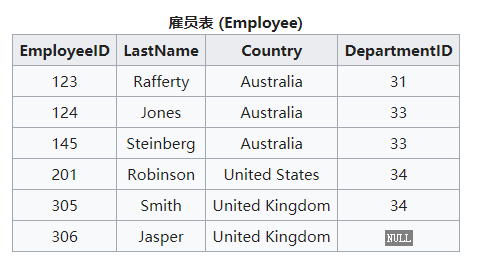 雇员表 (Employee)
EmployeeID LastName Country DepartmentID
123 Rafferty Australia 31
124 Jones Australia 33
145 Steinberg Australia 33
201 Robinson United States 34
305 Smith United Kingdom 34
306 Jasper United Kingdom NULL